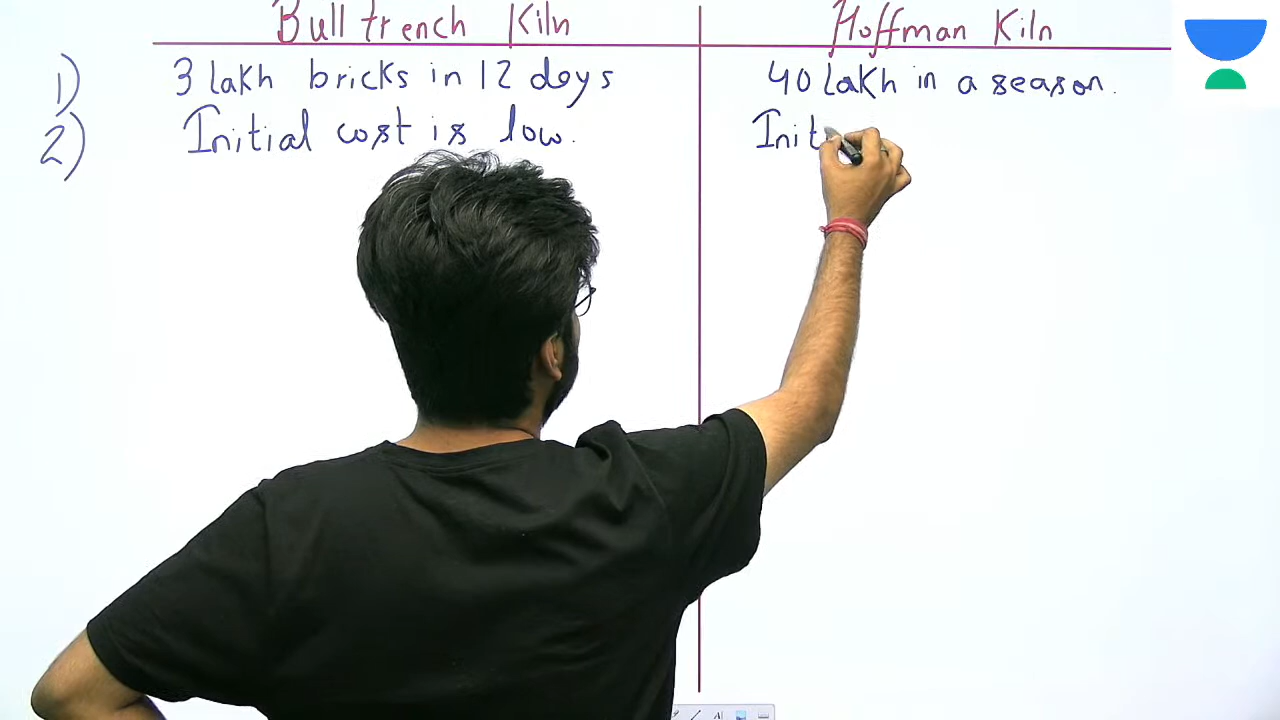 Bull trench Kiln Hoffman Kiln
1) 3 lakh bricks in 12 days 40 Lakh in a season.
2) Initial cost is low. Init